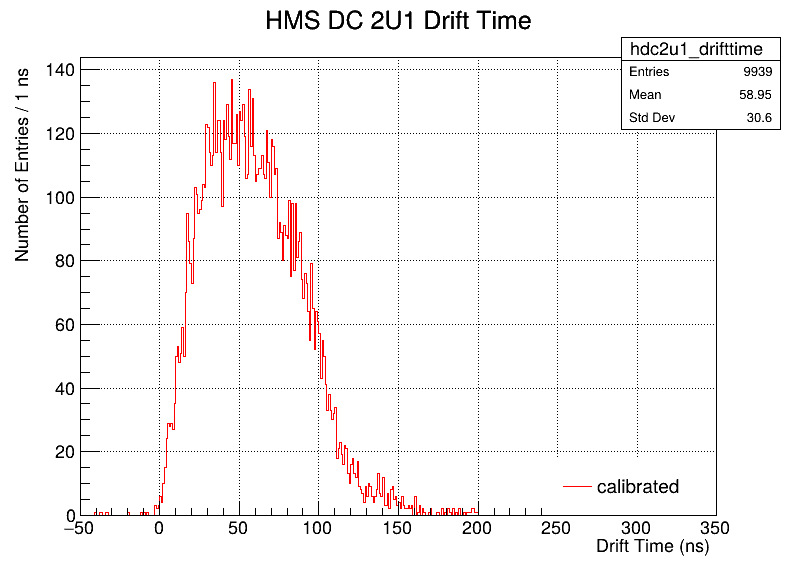 HMS DC 2U1 Drift Time
hdc2u1_drifttime
Entries 9939
Mean 58.95
Std Dev 30.6
Number of Entries / 1 ns
140
120
100
80
60
40
20
0
−50 0 50 100 150 200 250 300 350
Drift Time (ns)
calibrated